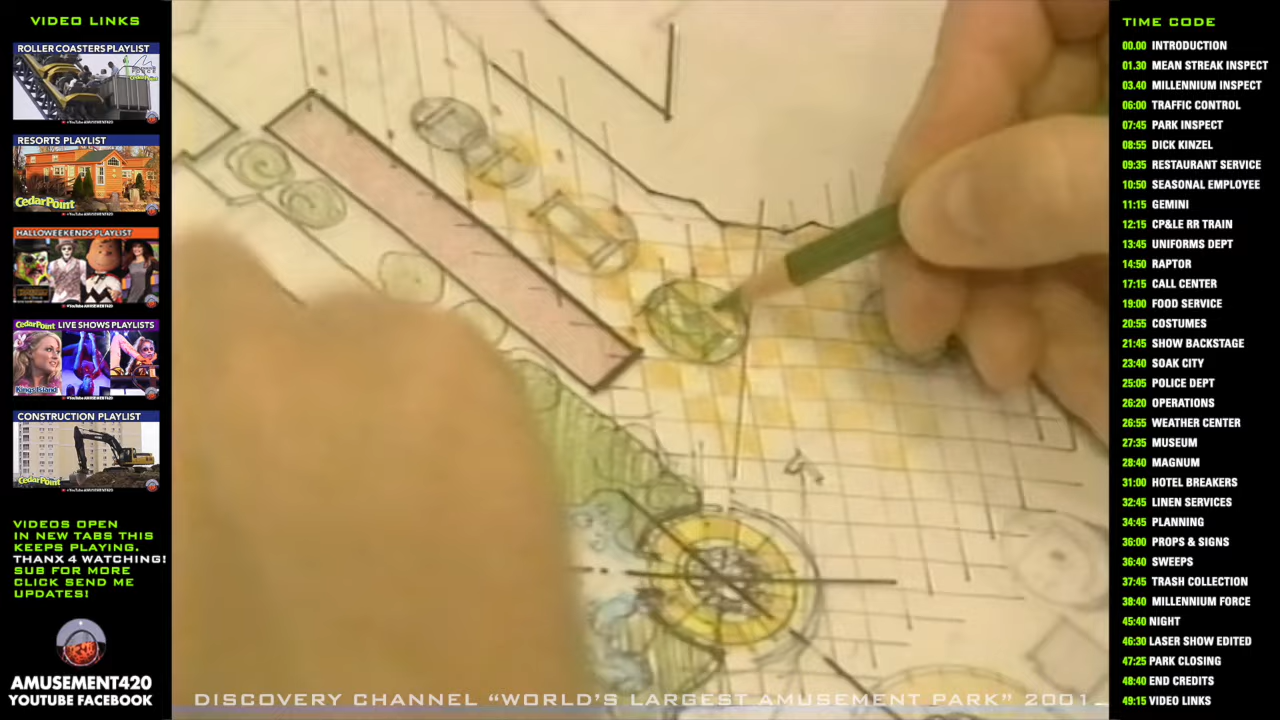 VIDEO LINKS
ROLLER COASTERS PLAYLIST
CedarPoint
RESORTS PLAYLIST
CedarPoint
HALLOWEEKENDS PLAYLIST
CedarPoint LIVE SHOWS PLAYLISTS
KingsIsland
CONSTRUCTION PLAYLIST
CedarPoint
VIDEOS OPEN
IN NEW TABS THIS
KEEPS PLAYING.
THANX 4 WATCHING!
SUB FOR MORE
CLICK SEND ME
UPDATES!
AMUSEMENT420
YOUTUBE FACEBOOK
DISCOVERY CHANNEL “WORLD’S LARGEST AMUSEMENT PARK” 2001
TIME CODE
00.00 INTRODUCTION
01.30 MEAN STREAK INSPECT
03.40 MILLENNIUM INSPECT
06:00 TRAFFIC CONTROL
07:45 PARK INSPECT
08:55 DICK KINZEL
09:35 RESTAURANT SERVICE
10:50 SEASONAL EMPLOYEE
11:15 GEMINI
12:15 CP&LE RR TRAIN
13:45 UNIFORMS DEPT
14:50 RAPTOR
17:15 CALL CENTER
19:00 FOOD SERVICE
20:55 COSTUMES
21:45 SHOW BACKSTAGE
23:40 SOAK CITY
25:05 POLICE DEPT
26:20 OPERATIONS
26:55 WEATHER CENTER
27:35 MUSEUM
28:40 MAGNUM
31:00 HOTEL BREAKERS
32:45 LINEN SERVICES
34:45 PLANNING
36:00 PROPS & SIGNS
36:40 SWEEPS
37:45 TRASH COLLECTION
38:40 MILLENNIUM FORCE
45:40 NIGHT
46:30 LASER SHOW EDITED
47:25 PARK CLOSING
48:40 END CREDITS
49:15 VIDEO LINKS